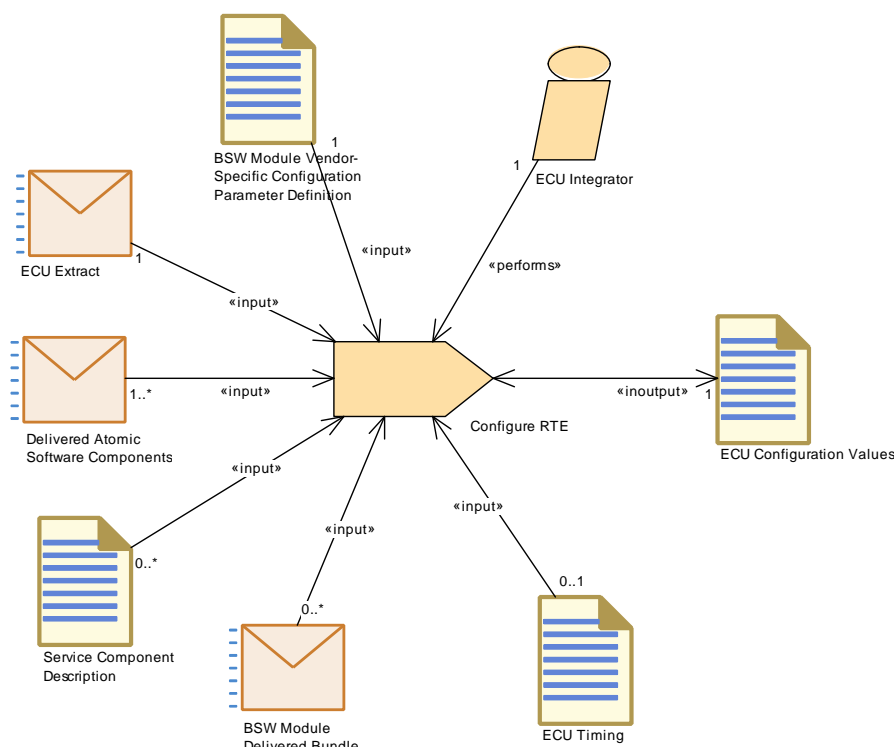 1
BSW Module Vendor-
Specific Configuration
Parameter Definition
1
ECU Integrator
1
ECU Extract
«input»
«performs»
«input»
1..*
«input»
Delivered Atomic
Software Components
Configure RTE
«inoutput»
1
ECU Configuration Values
«input»
0..*
Service Component
Description
«input»
0..*
BSW Module
Delivered Bundle
«input»
0..1
ECU Timing